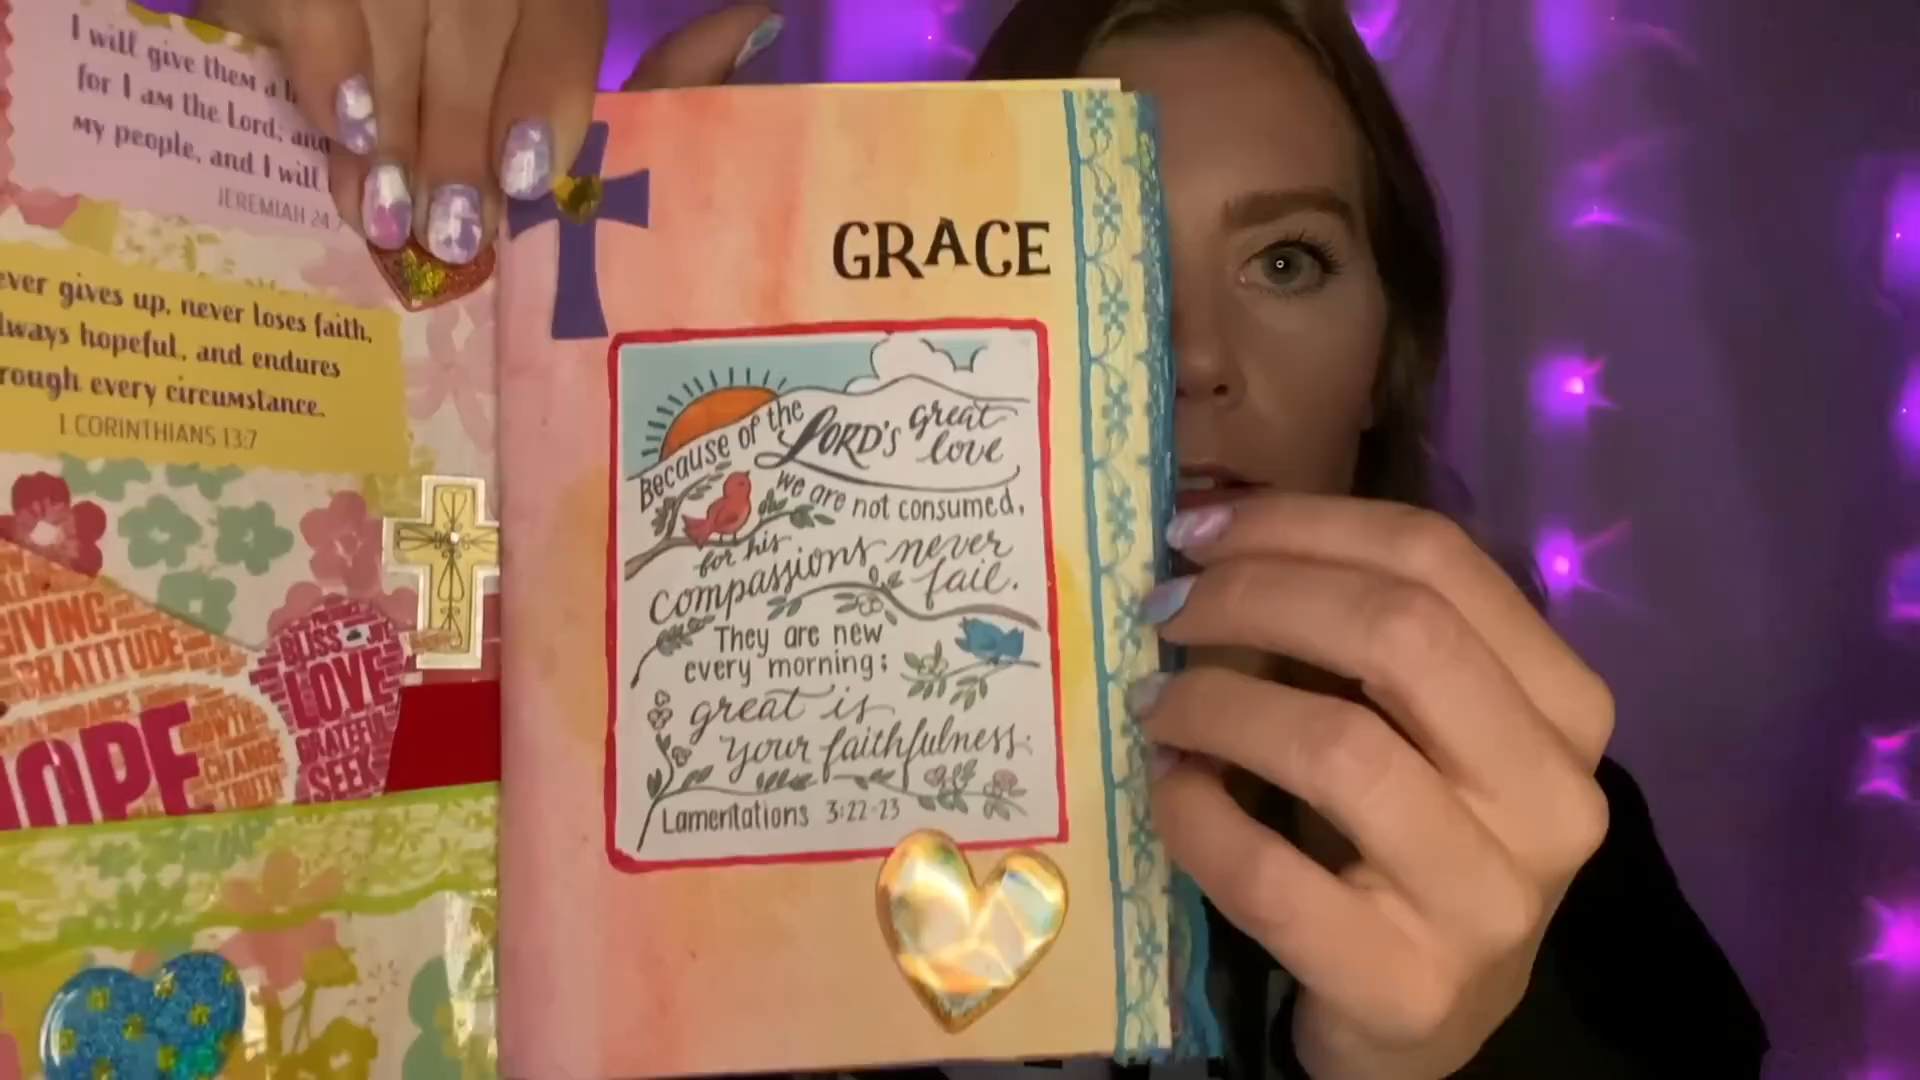 I will give them a
for I am the Lord; and
my people, and I will
JEREMIAH 24
ever gives up, never loses faith,
always hopeful, and endures
rough every circumstance.
1 CORINTHIANS 13:7
GIVING
GRATITUDE
HOPE
GROWTH
CHANGE
TRUTH
BLISS
LOVE
GRATEFUL
SEEK
GRACE
Because of the LORD'S great
love
we are not consumed,
for his
compassions never
fail.
They are new
every morning;
great is
your faithfulness.
Lamentations 3:22-23